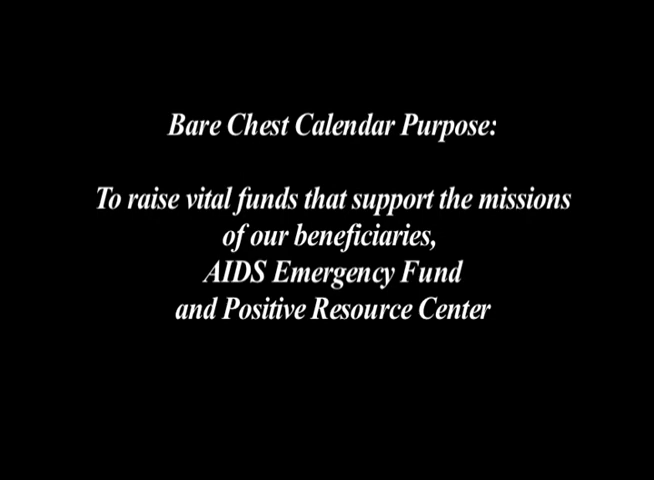 Bare Chest Calendar Purpose:
To raise vital funds that support the missions
of our beneficiaries,
AIDS Emergency Fund
and Positive Resource Center